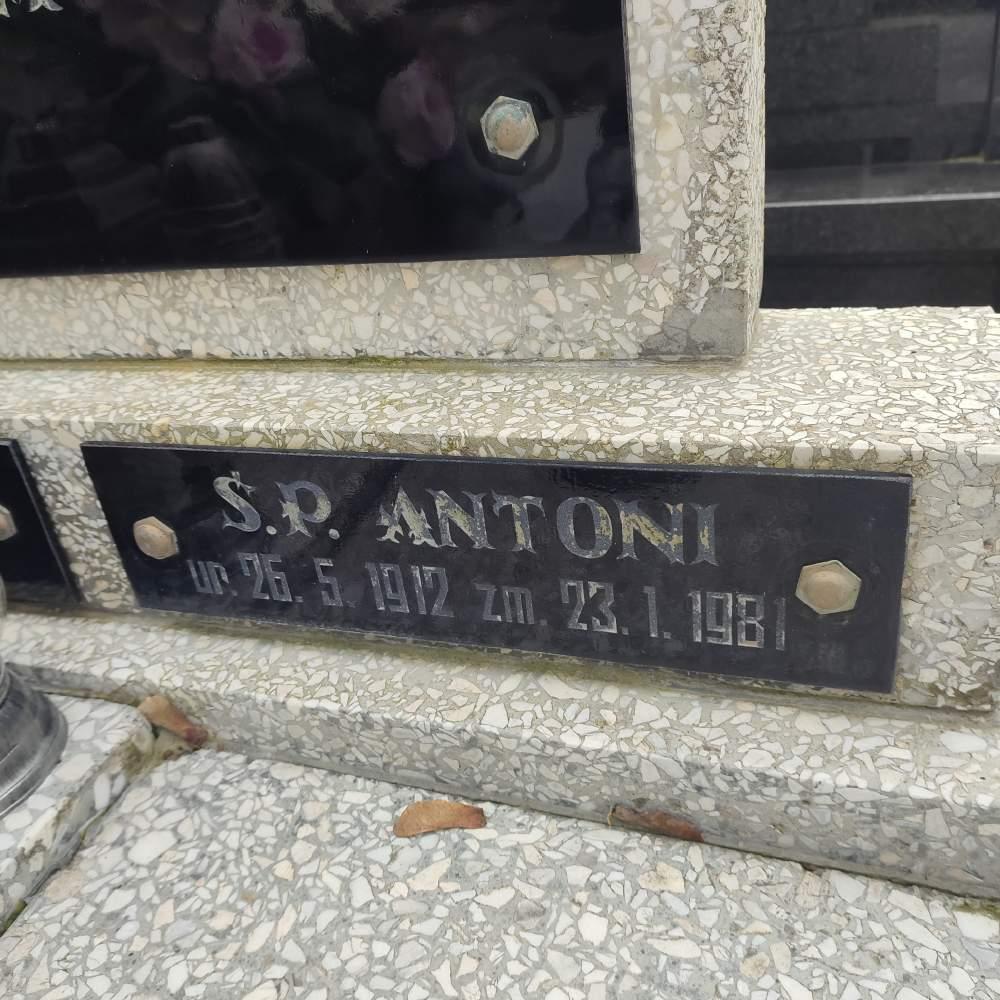 Ś.P. ANTONI
ur. 26. 5. 1912 zm. 23. 1. 1981